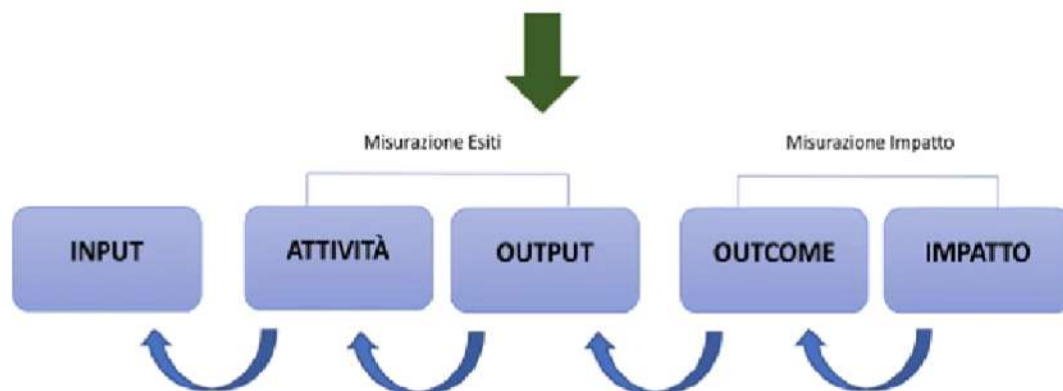 Misurazione Esiti
Misurazione Impatto
INPUT
ATTIVITÀ
OUTPUT
OUTCOME
IMPATTO